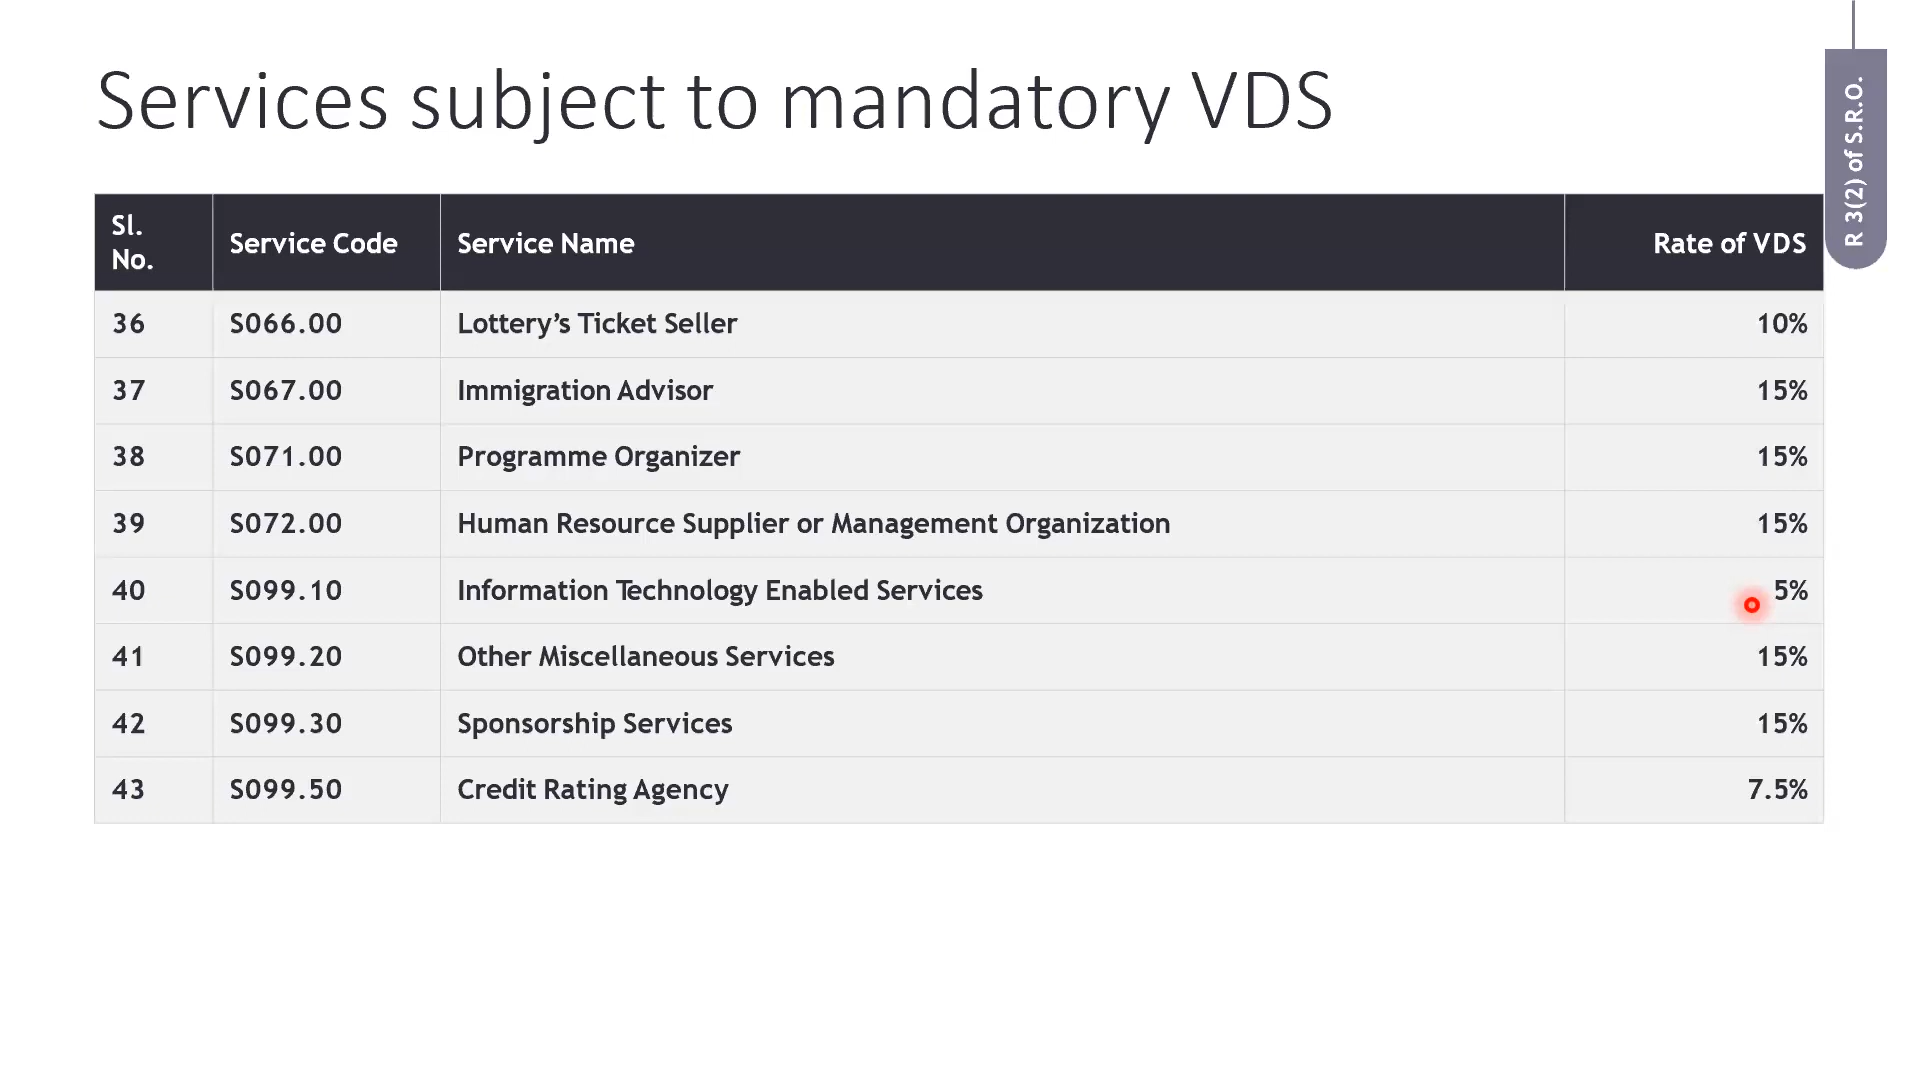 Services subject to mandatory VDS
R 3(2) of S.R.O.
Sl. No. Service Code Service Name Rate of VDS
36 S066.00 Lottery’s Ticket Seller 10%
37 S067.00 Immigration Advisor 15%
38 S071.00 Programme Organizer 15%
39 S072.00 Human Resource Supplier or Management Organization 15%
40 S099.10 Information Technology Enabled Services 5%
41 S099.20 Other Miscellaneous Services 15%
42 S099.30 Sponsorship Services 15%
43 S099.50 Credit Rating Agency 7.5%